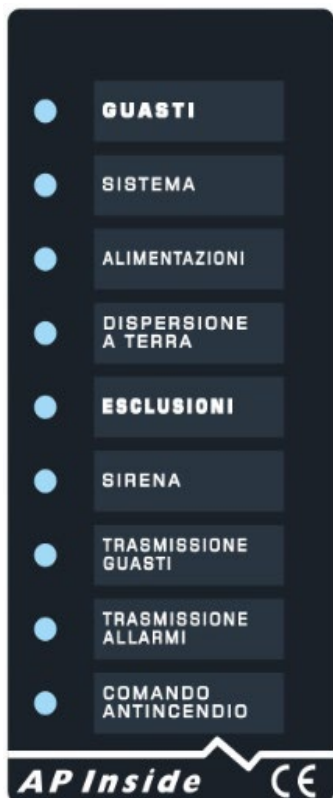 GUASTI
SISTEMA
ALIMENTAZIONI
DISPERSIONE
A TERRA
ESCLUSIONI
SIRENA
TRASMISSIONE
GUASTI
TRASMISSIONE
ALLARMI
COMANDO
ANTINCENDIO
AP Inside CE